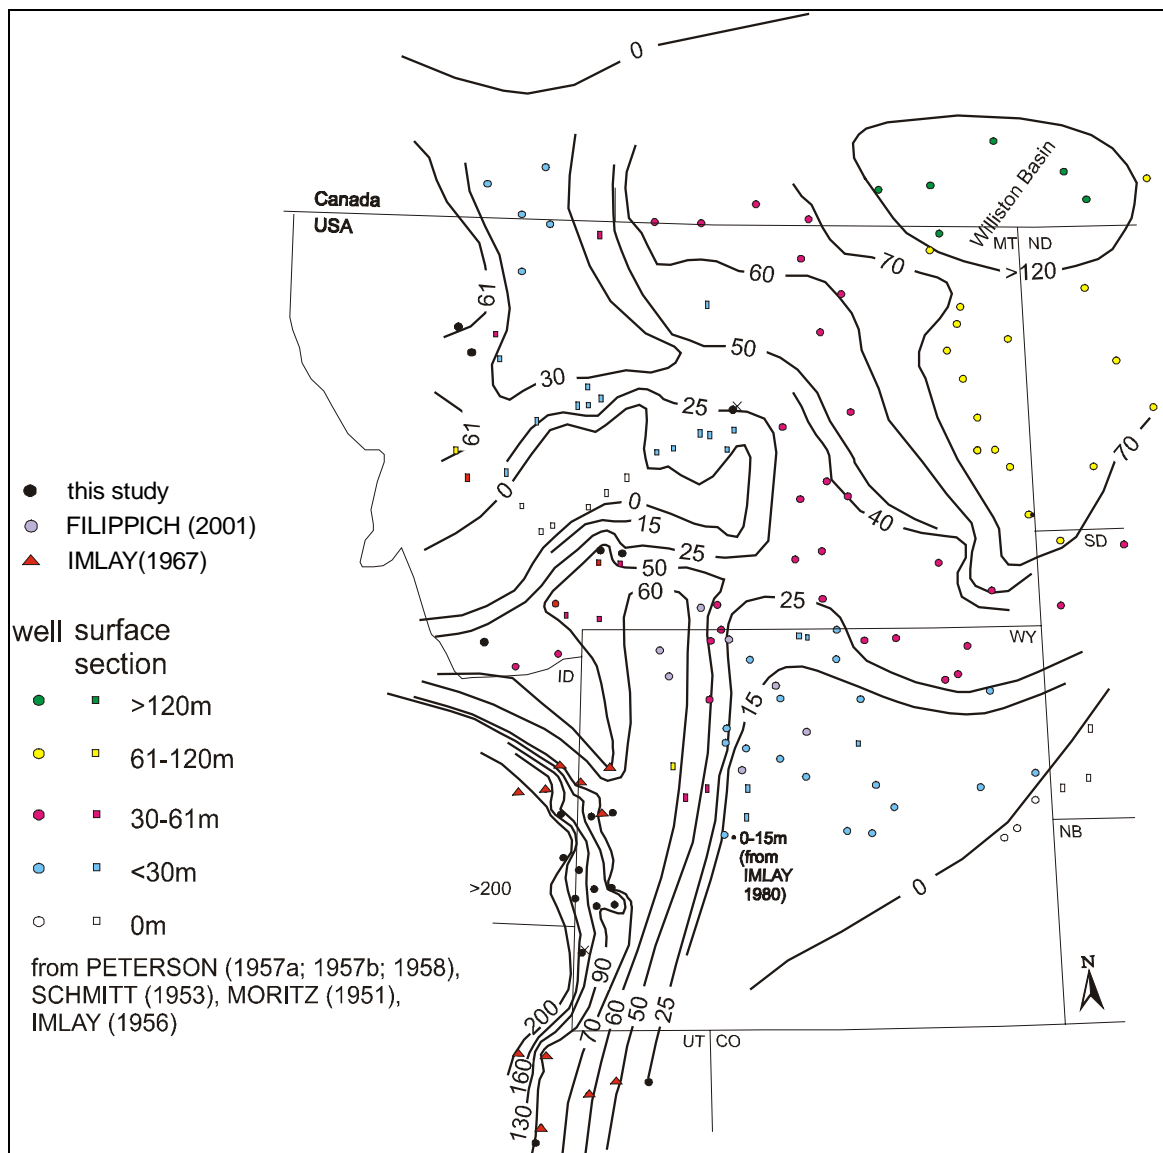 0
Canada
USA
Williston Basin
MT
ND
>120
61
60
70
50
30
25
61
0
0
15
25
50
60
40
70
SD
25
WY
ID
15
this study
FILIPPICH (2001)
IMLAY(1967)
well surface
section
>120m
61-120m
30-61m
<30m
0m
from PETERSON (1957a; 1957b; 1958),
SCHMITT (1953), MORITZ (1951),
IMLAY (1956)
0-15m
(from
IMLAY
1980)
NB
>200
0
N
200
160
130
90
70
60
50
25
UT
CO